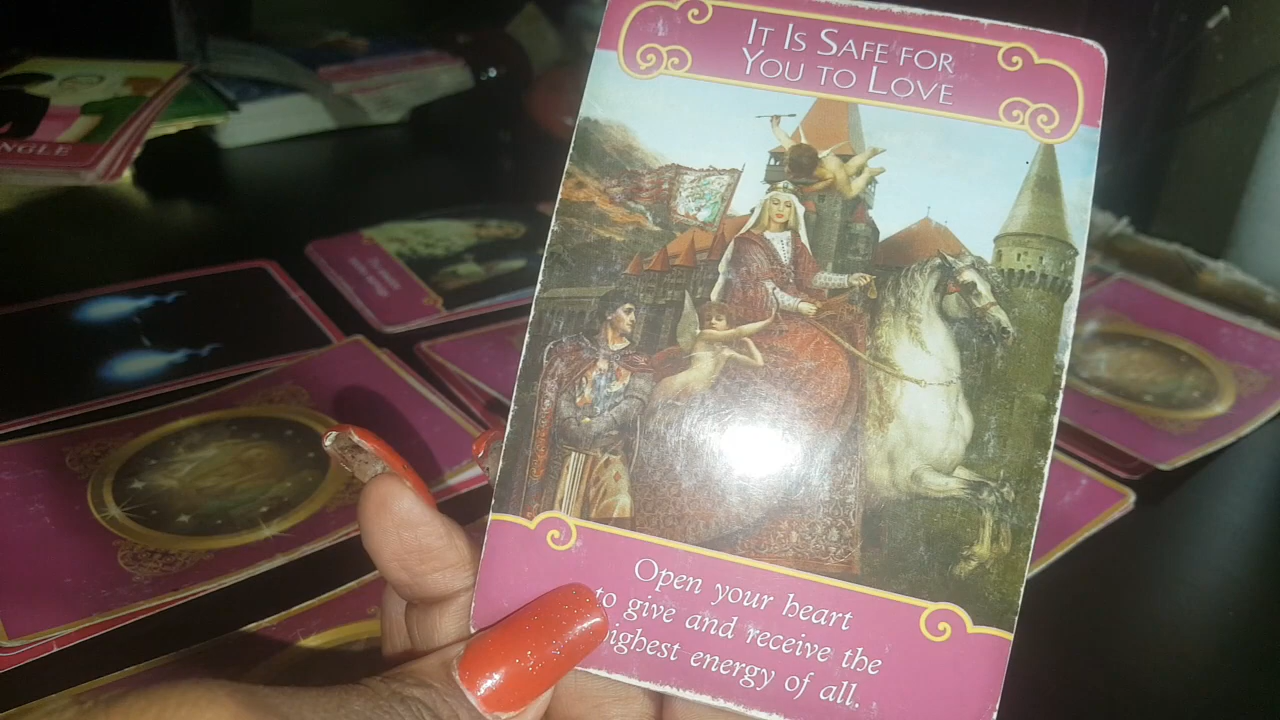 IT IS SAFE FOR
YOU TO LOVE
NGLE
Open your heart
to give and receive the
highest energy of all.